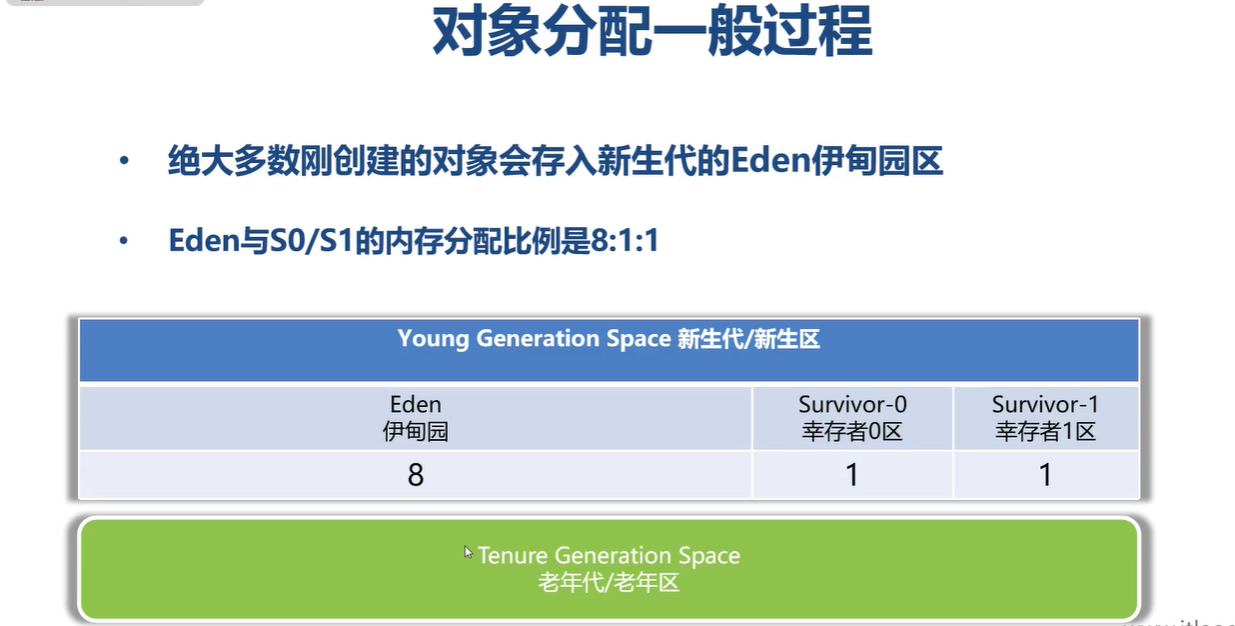 对象分配一般过程
• 绝大多数刚创建的对象会存入新生代的Eden伊甸园区
• Eden与S0/S1的内存分配比例是8:1:1
Young Generation Space 新生代/新生区
Eden
伊甸园
Survivor-0
幸存者0区
Survivor-1
幸存者1区
8
1
1
Tenure Generation Space
老年代/老年区